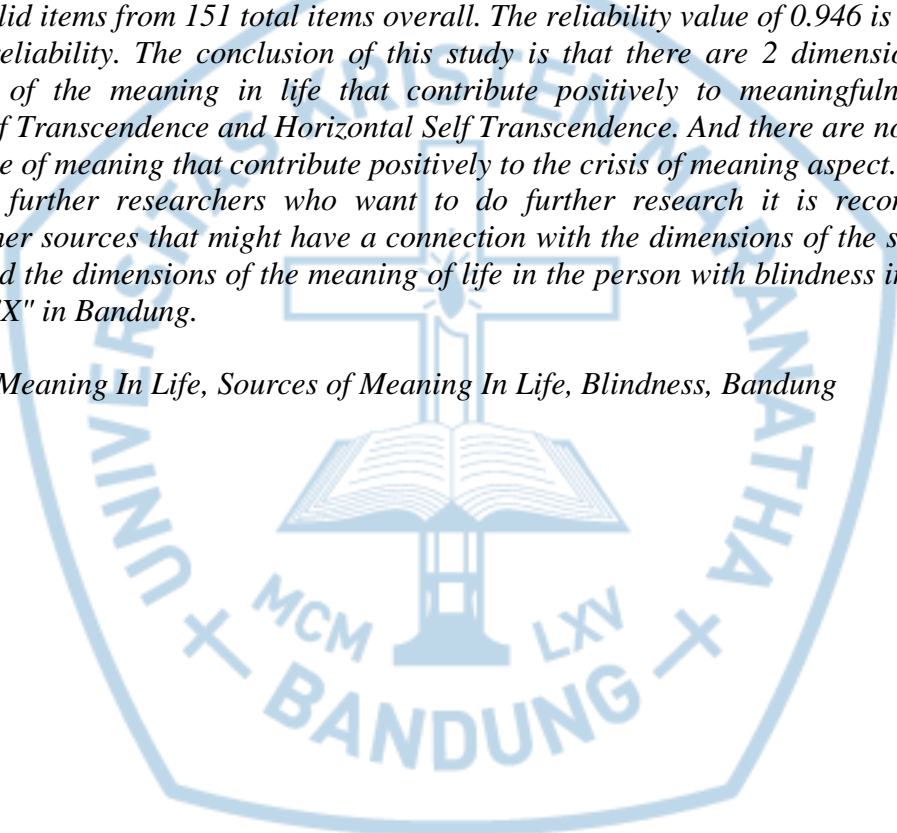 lid items from 151 total items overall. The reliability value of 0.946 is
reliability. The conclusion of this study is that there are 2 dimensio
of the meaning in life that contribute positively to meaningfuln
f Transcendence and Horizontal Self Transcendence. And there are no
e of meaning that contribute positively to the crisis of meaning aspect.
further researchers who want to do further research it is recor
her sources that might have a connection with the dimensions of the s
d the dimensions of the meaning of life in the person with blindness in
"X" in Bandung.
Meaning In Life, Sources of Meaning In Life, Blindness, Bandung
UNIVERSITAS KRISTEN MARANATHA
MCM LXV
BANDUNG